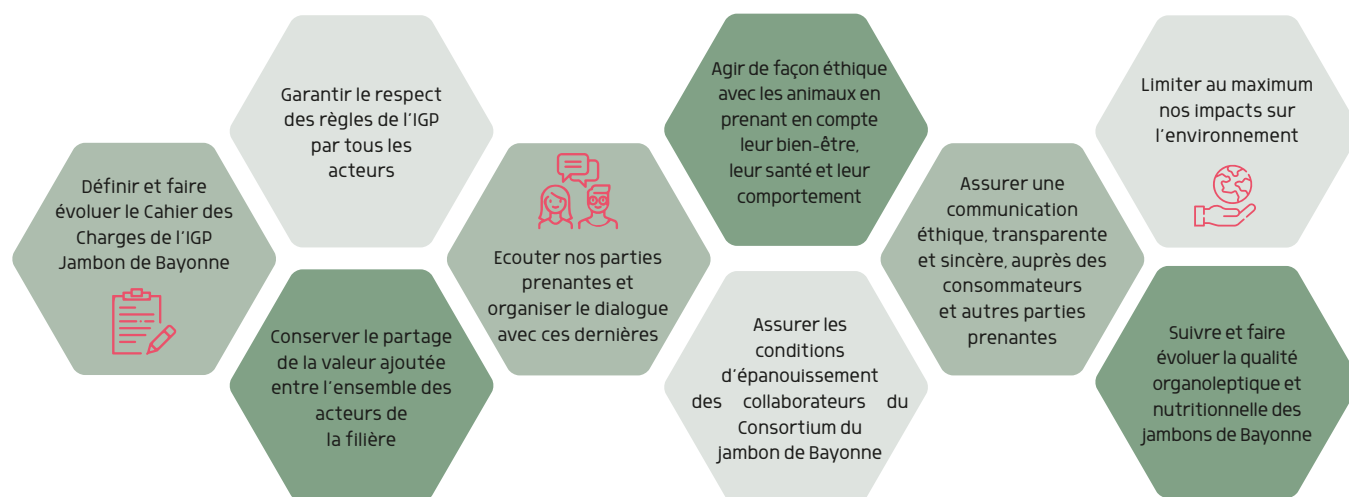 Définir et faire
évoluer le Cahier des
Charges de l'IGP
Jambon de Bayonne
Garantir le respect
des règles de l'IGP
par tous les
acteurs
Conserver le partage
de la valeur ajoutée
entre l'ensemble des
acteurs de
la filière
Ecouter nos parties
prenantes et
organiser le dialogue
avec ces dernières
Agir de façon éthique
avec les animaux en
prenant en compte
leur bien-être,
leur santé et leur
comportement
Assurer les
conditions
d'épanouissement
des collaborateurs du
Consortium du
jambon de Bayonne
Assurer une
communication
éthique, transparente
et sincère, auprès des
consommateurs
et autres parties
prenantes
Limiter au maximum
nos impacts sur
l'environnement
Suivre et faire
évoluer la qualité
organoleptique et
nutritionnelle des
jambons de Bayonne